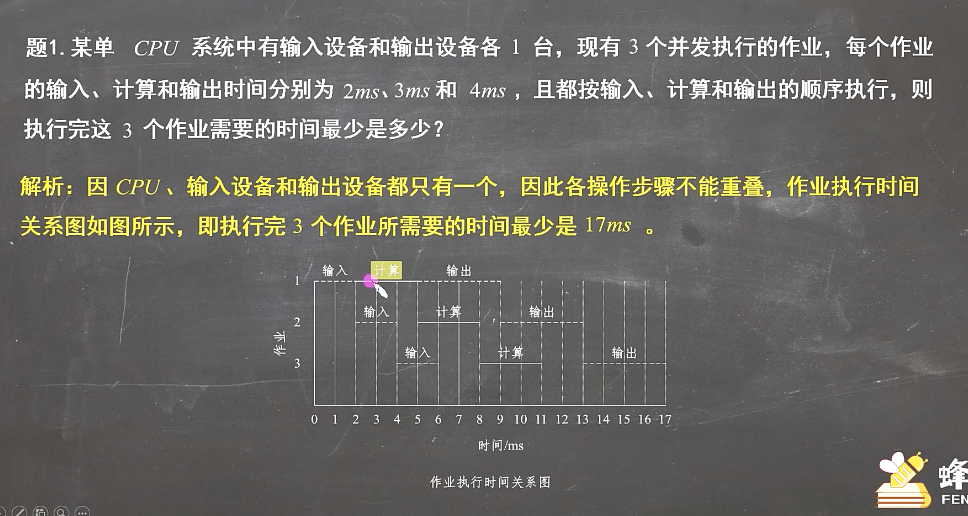 题1.某单 CPU 系统中有输入设备和输出设备各 1 台，现有 3 个并发执行的作业，每个作业
的输入、计算和输出时间分别为 2ms、3ms 和 4ms ，且都按输入、计算和输出的顺序执行，则
执行完这 3 个作业需要的时间最少是多少？
解析：因 CPU 、输入设备和输出设备都只有一个，因此各操作步骤不能重叠，作业执行时间
关系图如图所示，即执行完 3 个作业所需要的时间最少是 17ms 。
输入 计算 输出
1
输入 计算 输出
2
作业
输入 计算 输出
3
0 1 2 3 4 5 6 7 8 9 10 11 12 13 14 15 16 17
时间/ms
作业执行时间关系图
蜂
FEN